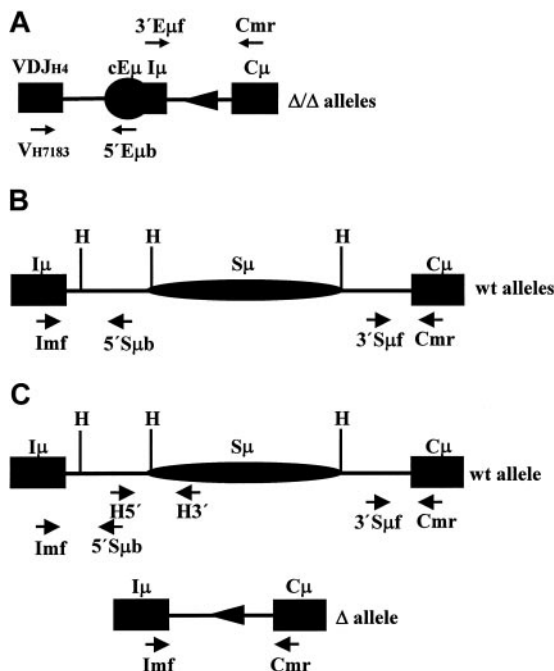 A
3´Eµf Cmr
VDJH4 cEµ Iµ Cµ
Δ/Δ alleles
VH7183 5´Eµb
B
H H H
Iµ Sµ Cµ
wt alleles
Imf 5´Sµb 3´Sµf Cmr
C
H H H
Iµ Sµ Cµ
wt allele
H5´ H3´
Imf 5´Sµb 3´Sµf Cmr
Iµ Cµ
Δ allele
Imf Cmr